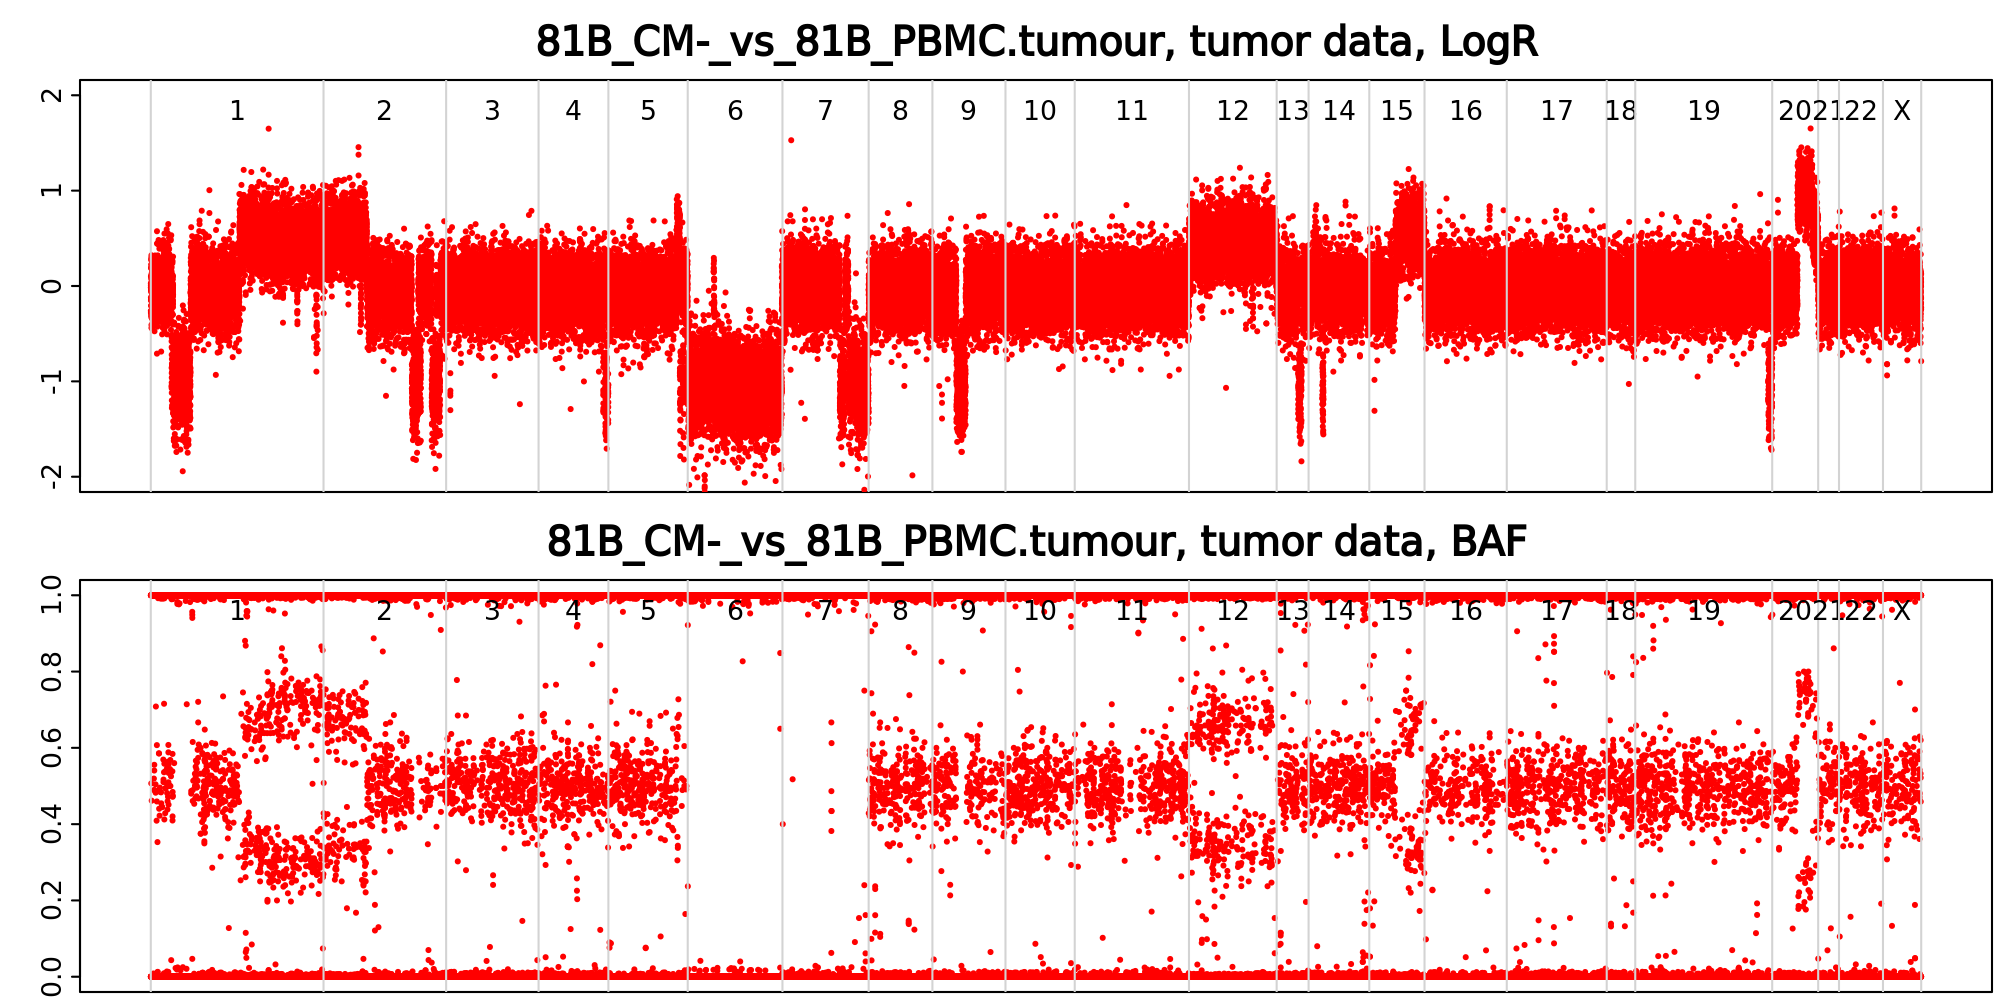 81B_CM-_vs_81B_PBMC.tumour, tumor data, LogR
2
1
0
-1
-2
1 2 3 4 5 6 7 8 9 10 11 12 13 14 15 16 17 18 19 20 21 22 X
81B_CM-_vs_81B_PBMC.tumour, tumor data, BAF
1.0
0.8
0.6
0.4
0.2
0.0
1 2 3 4 5 6 7 8 9 10 11 12 13 14 15 16 17 18 19 20 21 22 X